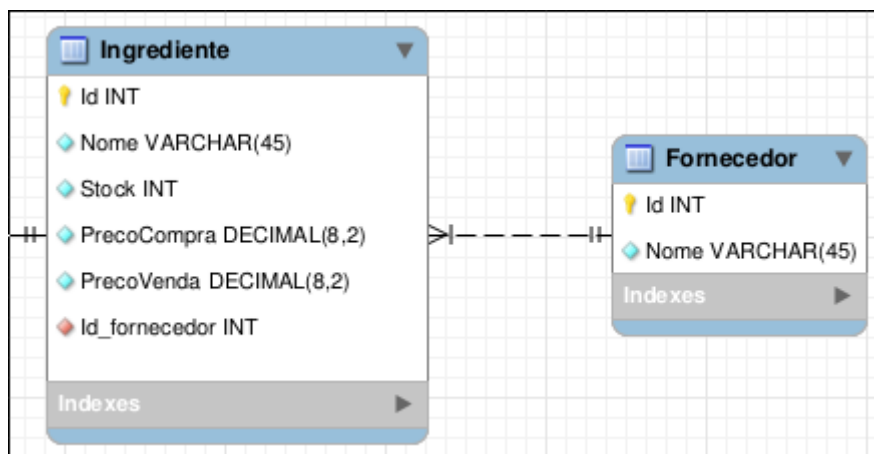 Ingrediente
Id INT
Nome VARCHAR(45)
Stock INT
PrecoCompra DECIMAL(8,2)
PrecoVenda DECIMAL(8,2)
Id_fornecedor INT
Indexes
Fornecedor
Id INT
Nome VARCHAR(45)
Indexes